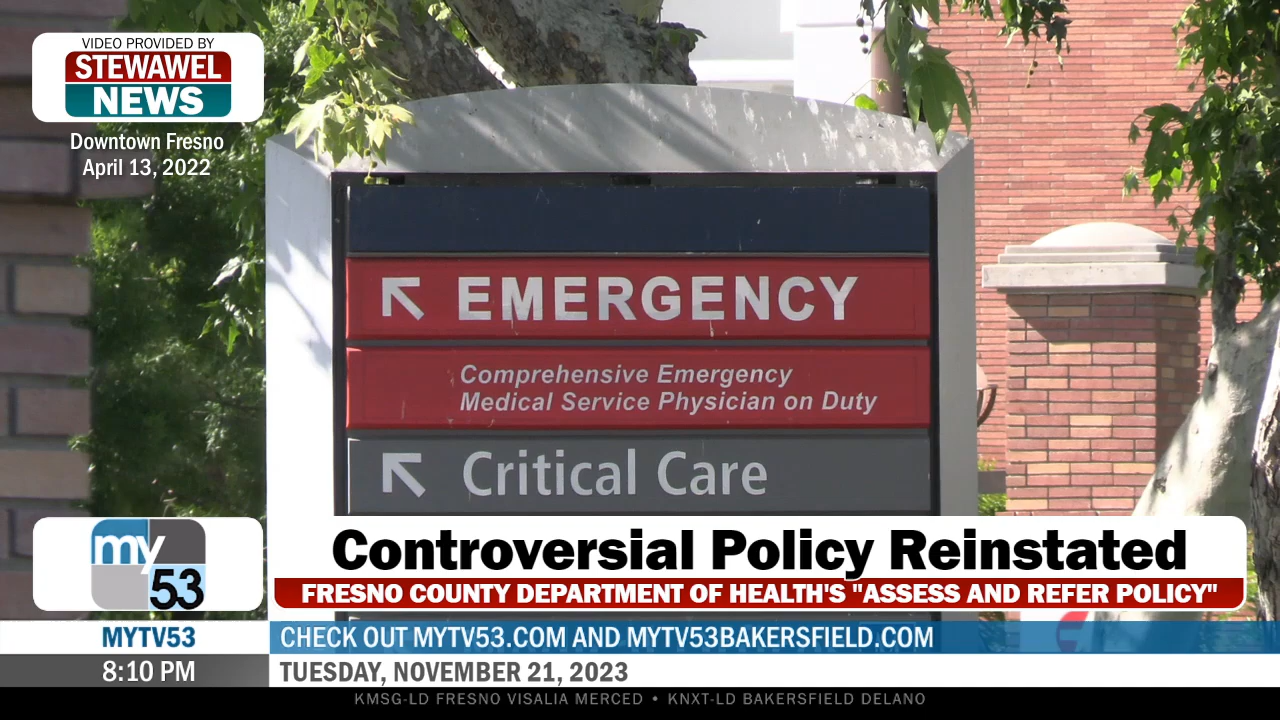 VIDEO PROVIDED BY
STEWAWEL
NEWS
Downtown Fresno
April 13, 2022
EMERGENCY
Comprehensive Emergency
Medical Service Physician on Duty
Critical Care
my
53
Controversial Policy Reinstated
FRESNO COUNTY DEPARTMENT OF HEALTH'S "ASSESS AND REFER POLICY"
MYTV53
CHECK OUT MYTV53.COM AND MYTV53BAKERSFIELD.COM
8:10 PM
TUESDAY, NOVEMBER 21, 2023
KMSG-LD FRESNO VISALIA MERCED • KNXT-LD BAKERSFIELD DELANO